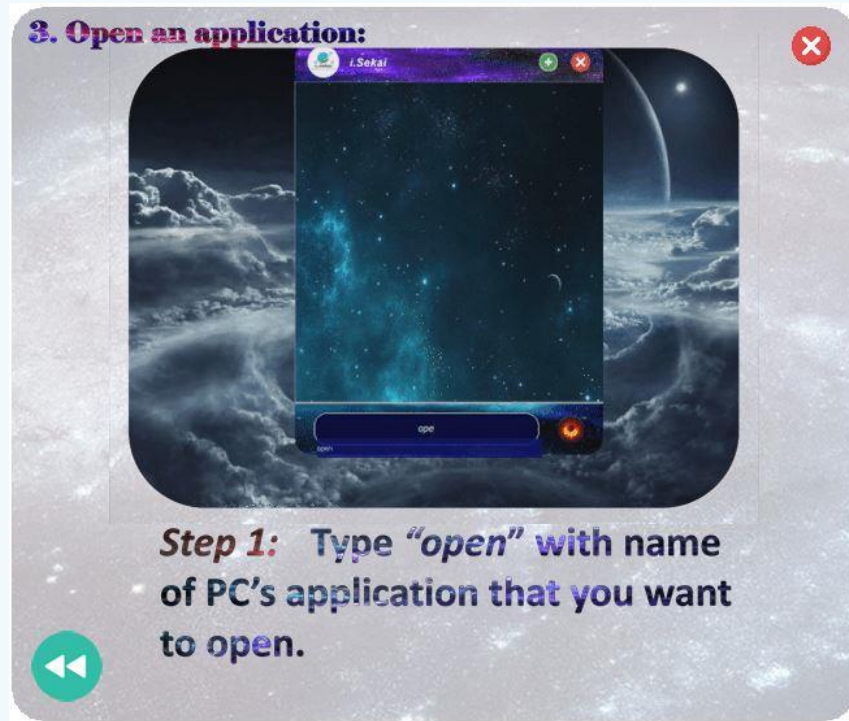 3. Open an application:
i.Sekai
ope
open
Step 1: Type “open” with name
of PC’s application that you want
to open.